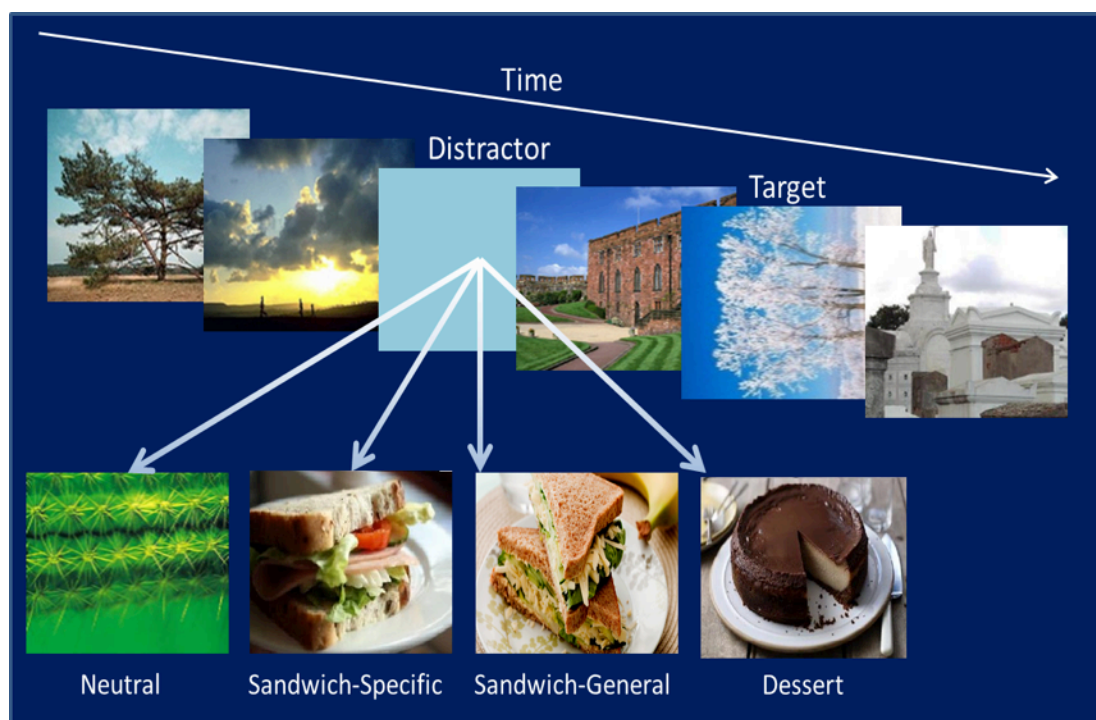 Time
Distractor
Target
Neutral
Sandwich-Specific
Sandwich-General
Dessert